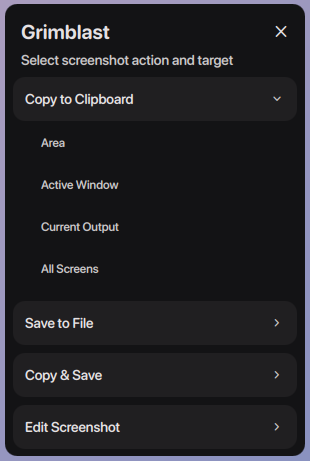 Grimblast
Select screenshot action and target
Copy to Clipboard
Area
Active Window
Current Output
All Screens
Save to File
Copy & Save
Edit Screenshot